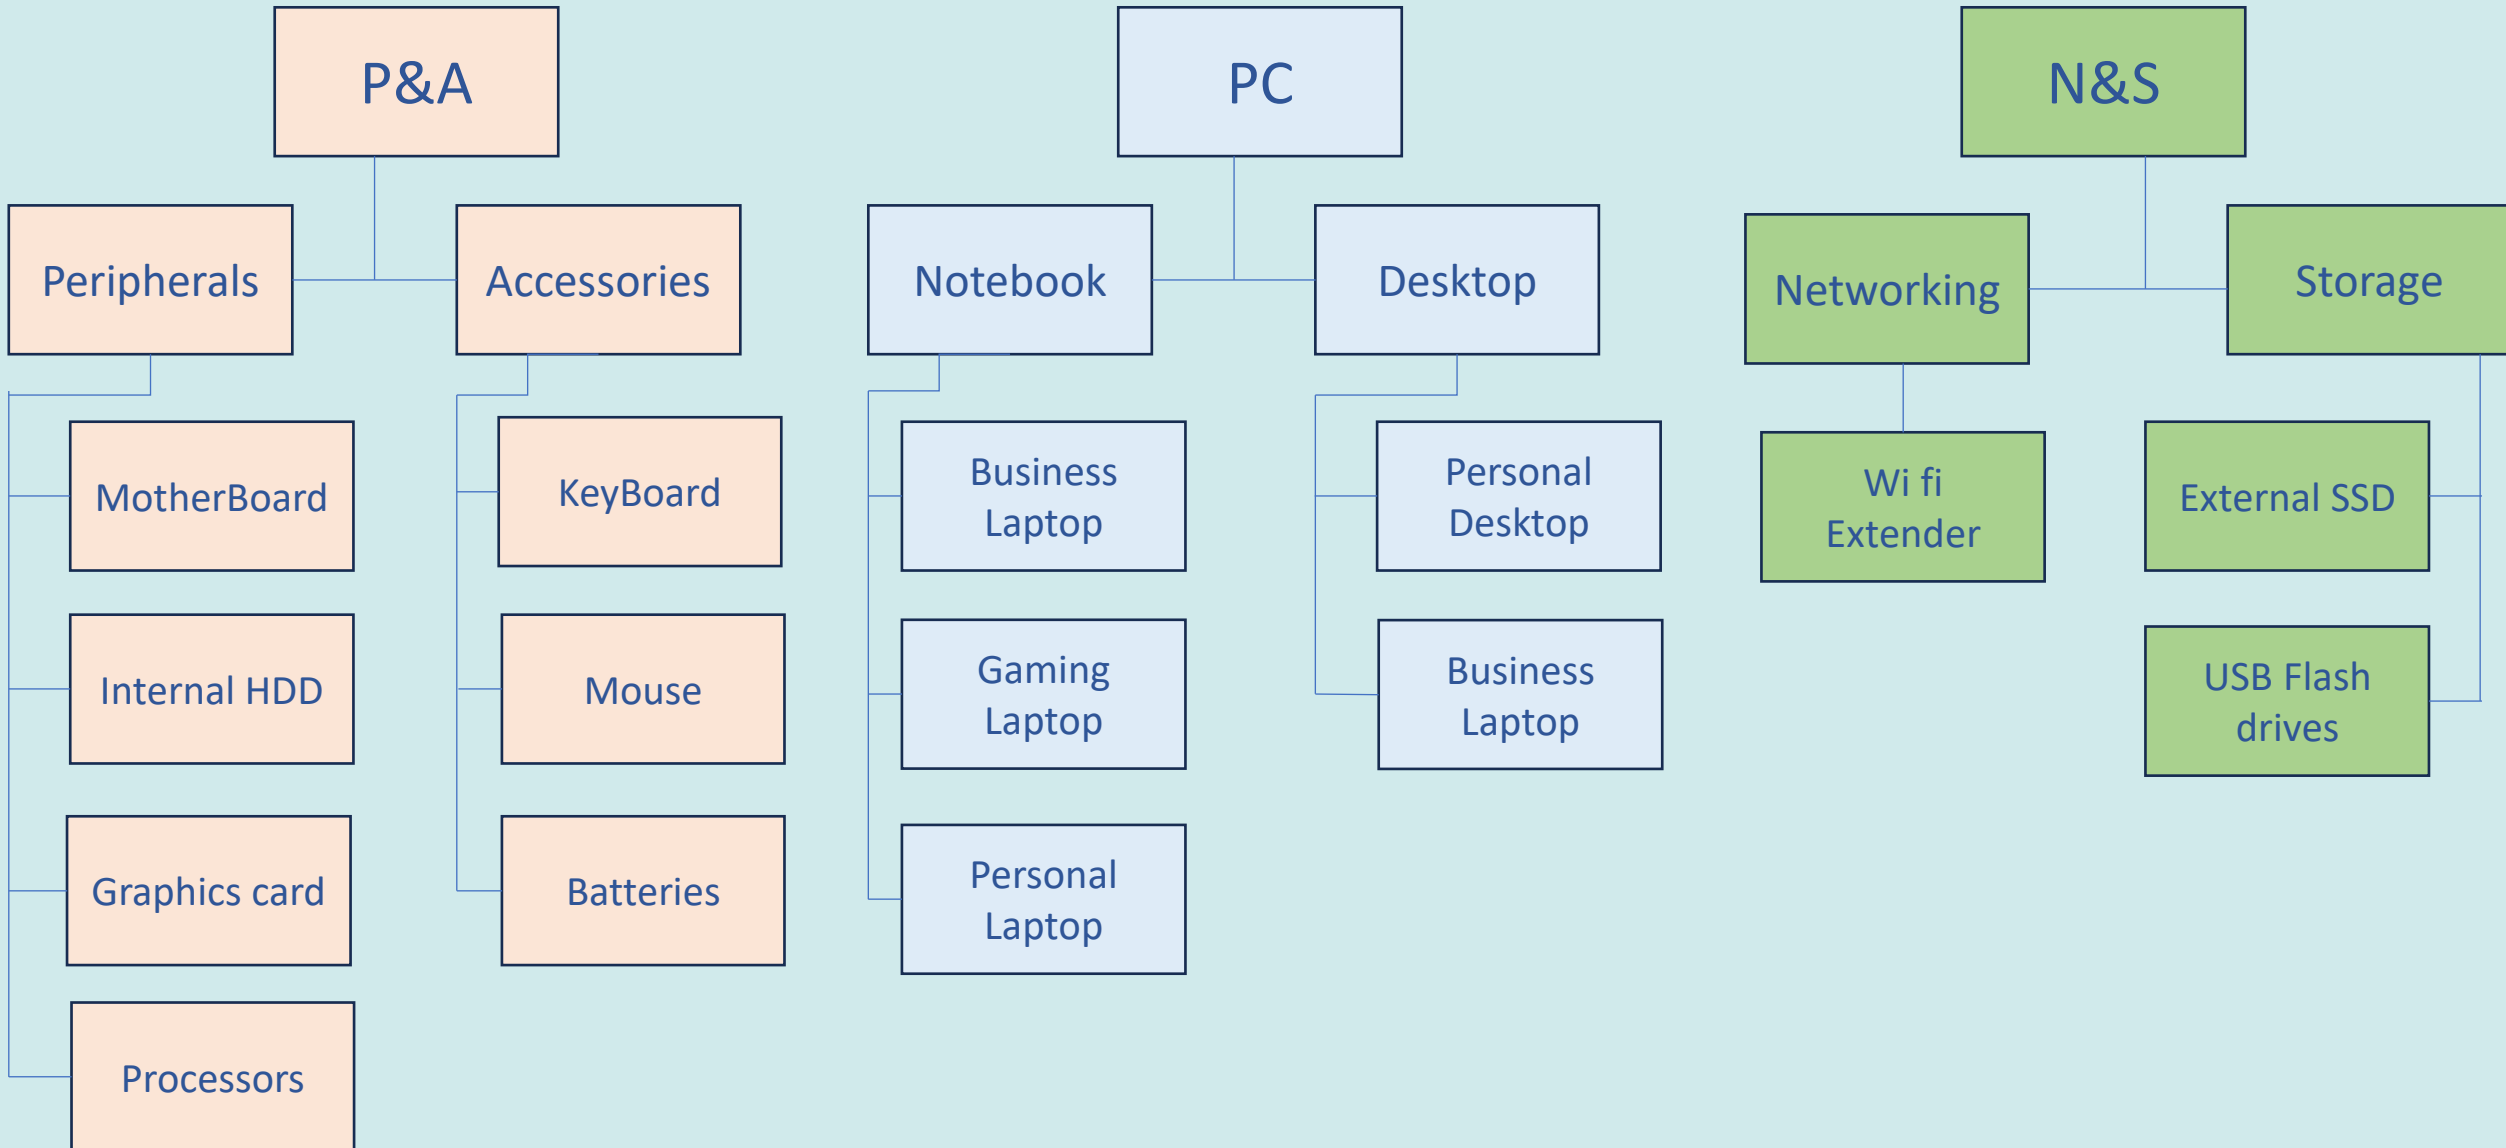 P&A
PC
N&S
Peripherals
Accessories
Notebook
Desktop
Networking
Storage
MotherBoard
KeyBoard
Business
Laptop
Personal
Desktop
Wi fi
Extender
External SSD
Internal HDD
Mouse
Gaming
Laptop
Business
Laptop
USB Flash
drives
Graphics card
Batteries
Personal
Laptop
Processors